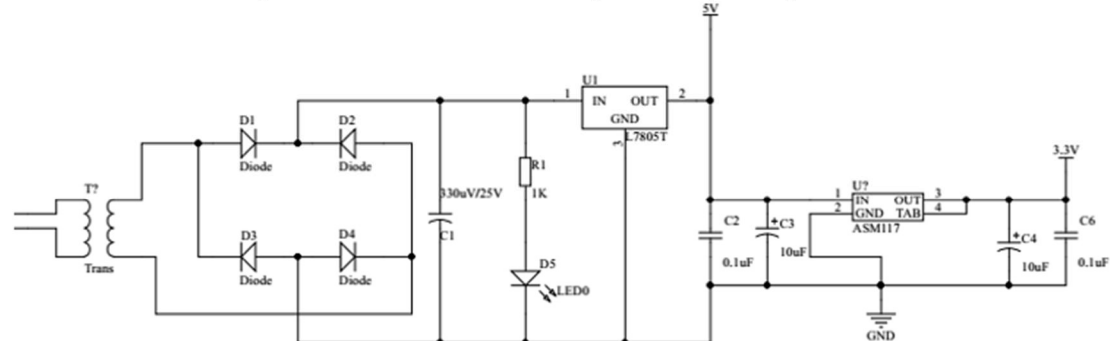 5V
U1
1 IN OUT 2
GND
L7805T
3
D1
D2
Diode
Diode
R1
1K
330uV/25V
C1
3.3V
T?
Trans
U?
1 IN OUT 3
2 GND TAB 4
ASM117
C2
C3
C6
D3
D4
Diode
Diode
C4
0.1uF
10uF
10uF
0.1uF
D5
LED0
GND